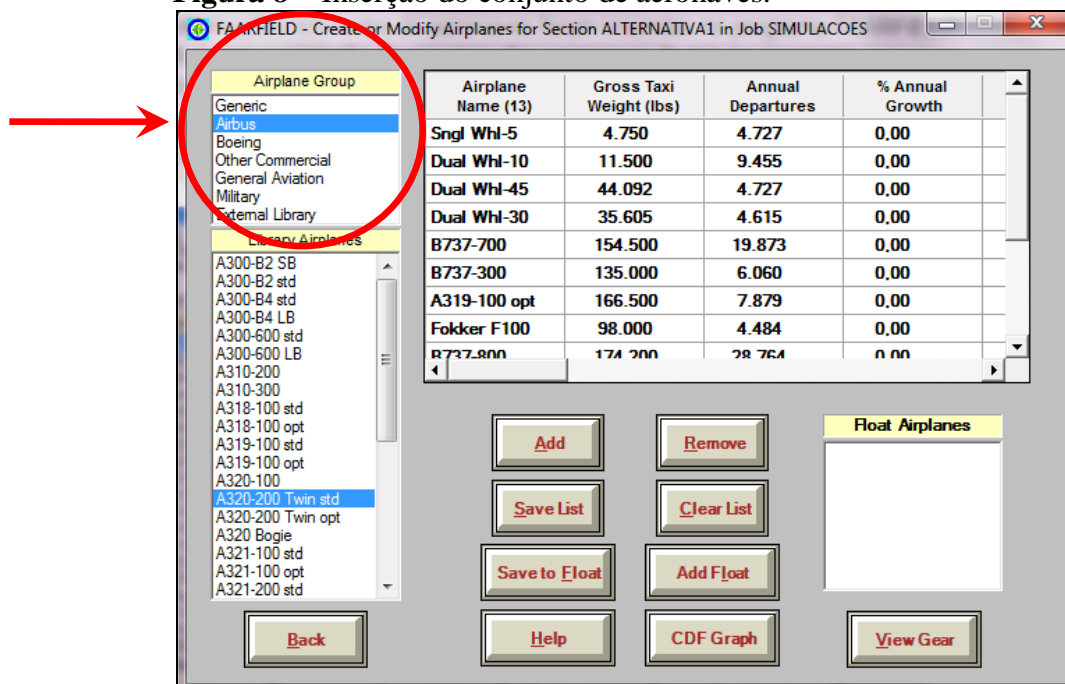 Figura 8 – Inserção do conjunto de aeronaves.
FAARFIELD - Create or Modify Airplanes for Section ALTERNATIVA1 in Job SIMULACOES
Airplane Group
Generic
Airbus
Boeing
Other Commercial
General Aviation
Military
External Library
Library Airplanes
A300-B2 SB
A300-B2 std
A300-B4 std
A300-B4 LB
A300-600 std
A300-600 LB
A310-200
A310-300
A318-100 std
A318-100 opt
A319-100 std
A319-100 opt
A320-100
A320-200 Twin std
A320-200 Twin opt
A320 Bogie
A321-100 std
A321-100 opt
A321-200 std
Airplane Name (13) Gross Taxi Weight (lbs) Annual Departures % Annual Growth
Sngl Whl-5 4.750 4.727 0,00
Dual Whl-10 11.500 9.455 0,00
Dual Whl-45 44.092 4.727 0,00
Dual Whl-30 35.605 4.615 0,00
B737-700 154.500 19.873 0,00
B737-300 135.000 6.060 0,00
A319-100 opt 166.500 7.879 0,00
Fokker F100 98.000 4.484 0,00
B737-800 174.200 28.764 0,00
Add
Remove
Float Airplanes
Save List
Clear List
Save to Float
Add Float
Back
Help
CDF Graph
View Gear